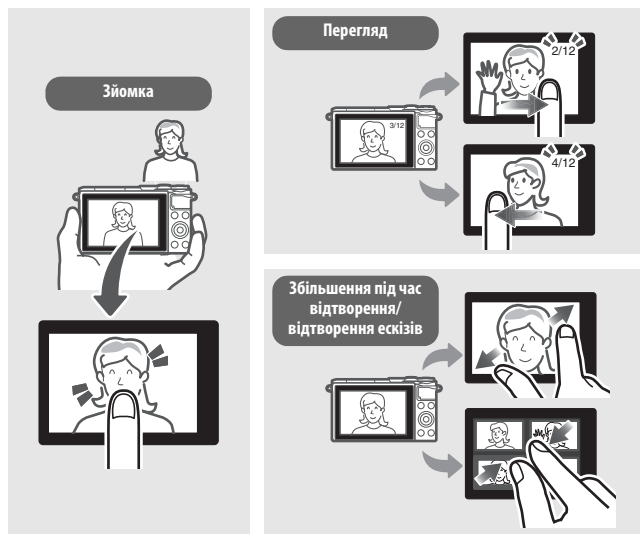 Зйомка
Перегляд
3/12
2/12
4/12
Збільшення під час
відтворення/
відтворення ескізів